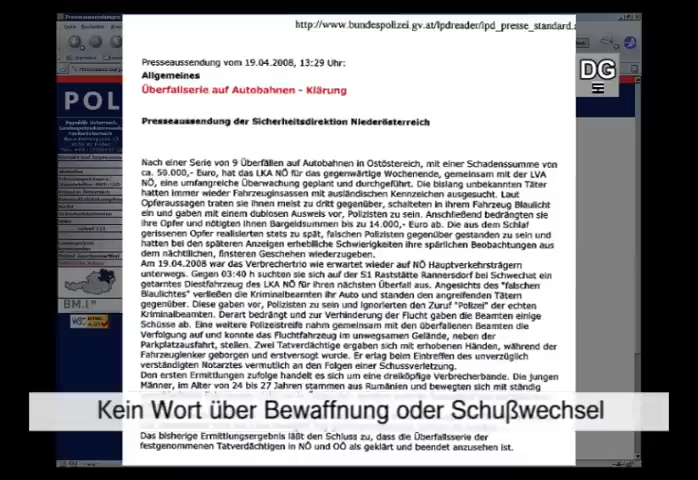 http://www.bundespolizei.gv.at/lpdreader/lpd_presse_standard.
Presseaussendung vom 19.04.2008, 13:29 Uhr:
Allgemeines
Überfallserie auf Autobahnen - Klärung
DG
POL
Presseaussendung der Sicherheitsdirektion Niederösterreich
Nach einer Serie von 9 Überfällen auf Autobahnen in Ostösterreich, mit einer Schadenssumme von
ca. 50.000,- Euro, hat das LKA NÖ für das gegenwärtige Wochenende, gemeinsam mit der LVA
NÖ, eine umfangreiche Überwachung geplant und durchgeführt. Die bislang unbekannten Täter
hatten immer wieder Fahrzeuginsassen mit ausländischen Kennzeichen ausgesucht. Laut
Opferaussagen traten sie ihnen meist zu dritt gegenüber, schalteten in ihrem Fahrzeug Blaulicht
ein und gaben mit einem dubiosen Ausweis vor, Polizisten zu sein. Anschließend bedrängten sie
ihre Opfer und nötigten ihnen Bargeldsummen bis zu 14.000,- Euro ab. Die aus dem Schlaf
gerissenen Opfer realisierten stets zu spät, falschen Polizisten gegenüber gestanden zu sein und
hatten bei den späteren Anzeigen erhebliche Schwierigkeiten ihre spärlichen Beobachtungen aus
dem nächtlichen, finsteren Geschehen wiederzugeben.
Am 19.04.2008 war das Verbrechertrio wie erwartet wieder auf NÖ Hauptverkehrsträgern
unterwegs. Gegen 03:40 h suchten sie sich auf der S1 Raststätte Rannersdorf bei Schwechat ein
getarntes Dienstfahrzeug des LKA NÖ für ihren nächsten Überfall aus. Angesichts des "falschen
Blaulichtes" verließen die Kriminalbeamten ihr Auto und standen den angreifenden Tätern
gegenüber. Diese gaben vor, Polizisten zu sein und ignorierten den Zuruf "Polizei" der echten
Kriminalbeamten. Derart bedrängt und zur Verhinderung der Flucht gaben die Beamten einige
Schüsse ab. Eine weitere Polizeistreife nahm gemeinsam mit den überfallenen Beamten die
Verfolgung auf und konnte das Fluchtfahrzeug im unwegsamen Gelände, neben der
Parkplatzausfahrt, stellen. Zwei Tatverdächtige ergaben sich mit erhobenen Händen, während der
Fahrzeuglenker geborgen und erstversorgt wurde. Er erlag beim Eintreffen des unverzüglich
verständigten Notarztes vermutlich an den Folgen einer Schussverletzung.
Den ersten Ermittlungen zufolge handelt es sich um eine dreiköpfige Verbrecherbande. Die jungen
Männer, im Alter von 24 bis 27 Jahren stammen aus Rumänien und bewegten sich mit ständig
Kein Wort über Bewaffnung oder Schußwechsel
Das bisherige Ermittlungsergebnis läßt den Schluss zu, dass die Überfallserie der
festgenommenen Tatverdächtigen in NÖ und OÖ als geklärt und beendet anzusehen ist.
BM.I